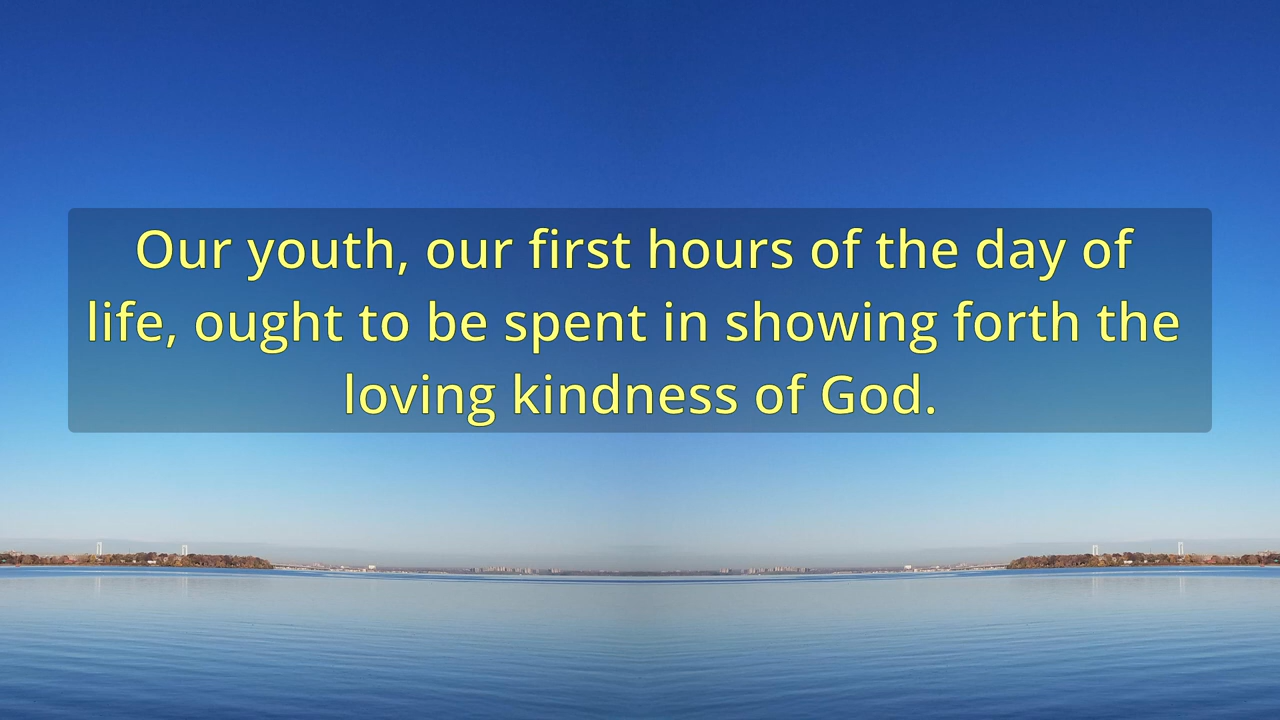 Our youth, our first hours of the day of
life, ought to be spent in showing forth the
loving kindness of God.